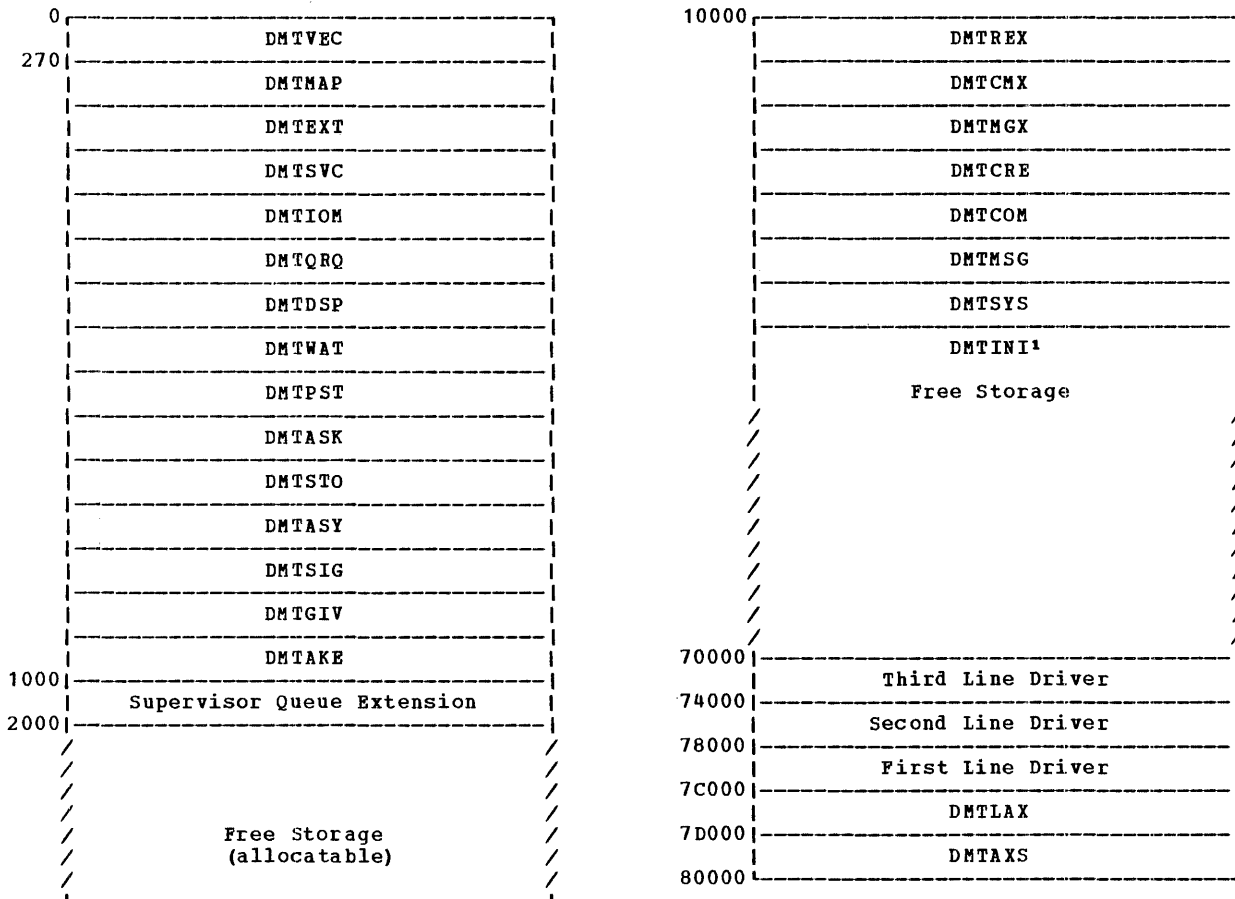 0
DMTVEC
270
DMTMAP
DMTEXT
DMTSVC
DMTIOM
DMTQRQ
DMTDSP
DMTWAT
DMTPST
DMTASK
DMTSTO
DMTASY
DMTSIG
DMTGIV
DMTAKE
1000
Supervisor Queue Extension
2000
Free Storage
(allocatable)
10000
DMTREX
DMTCMX
DMTMGX
DMTCRE
DMTCOM
DMTMSG
DMTSYS
DMTINI¹
Free Storage
70000
Third Line Driver
74000
Second Line Driver
78000
First Line Driver
7C000
DMTLAX
7D000
DMTAXS
80000